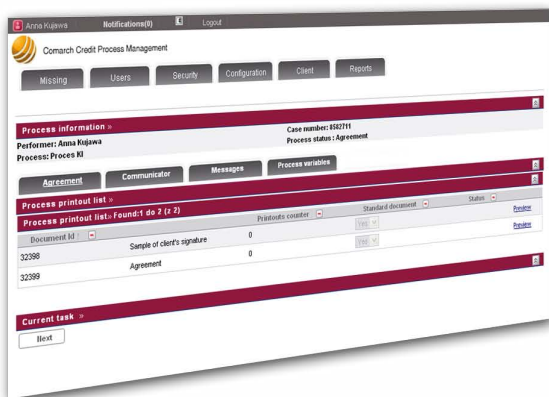 Anna Kujawa Notifications(0) Logout
Comarch Credit Process Management
Missing Users Security Configuration Client Reports
Process information »
Performer: Anna Kujawa Case number: 8582711
Process: Proces KI Process status : Agreement
Agreement Communicator Messages Process variables
Process printout list »
Process printout list» Found:1 do 2 (z 2)
Document Id Printouts counter Standard document Status
32398 Sample of client's signature 0 Yes Preview
32399 Agreement 0 Yes Preview
Current task »
Next